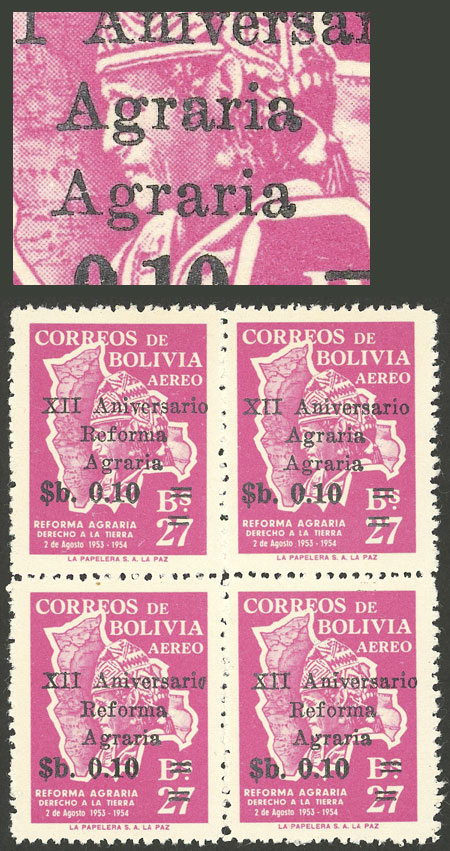 I Aniversar
Agraria
Agraria
0.10
CORREOS DE
BOLIVIA
AEREO
XII Aniversario
Reforma
Agraria
$b. 0.10
Bs
27
REFORMA AGRARIA
DERECHO A LA TIERRA
2 de Agosto 1953 - 1954
LA PAPELERA S. A. LA PAZ
CORREOS DE
BOLIVIA
AEREO
XII Aniversario
Agraria
Agraria
$b. 0.10
Bs
27
REFORMA AGRARIA
DERECHO A LA TIERRA
2 de Agosto 1953 - 1954
LA PAPELERA S. A. LA PAZ
CORREOS DE
BOLIVIA
AEREO
XII Aniversario
Reforma
Agraria
$b. 0.10
Bs
27
REFORMA AGRARIA
DERECHO A LA TIERRA
2 de Agosto 1953 - 1954
LA PAPELERA S. A. LA PAZ
CORREOS DE
BOLIVIA
AEREO
XII Aniversario
Reforma
Agraria
$b. 0.10
Bs
27
REFORMA AGRARIA
DERECHO A LA TIERRA
2 de Agosto 1953 - 1954
LA PAPELERA S. A. LA PAZ